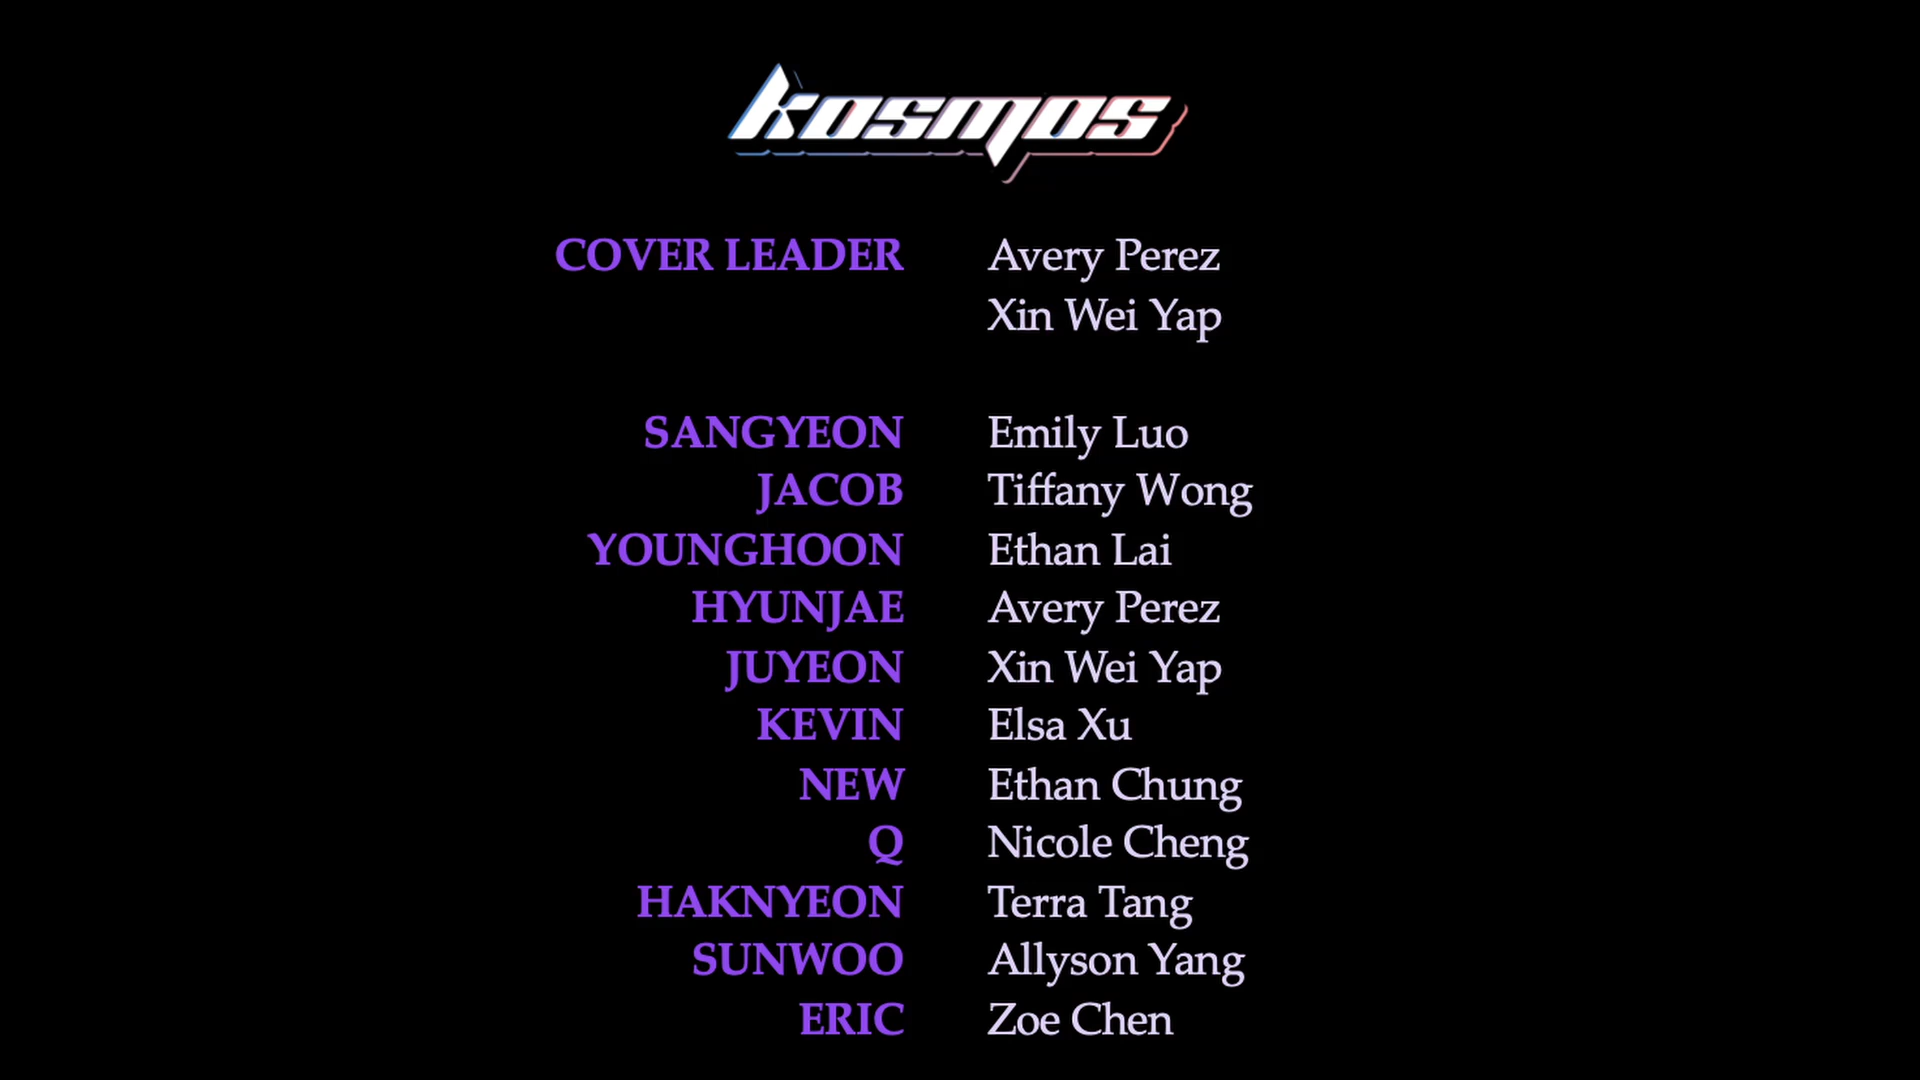 kosmos
COVER LEADER Avery Perez
Xin Wei Yap
SANGYEON Emily Luo
JACOB Tiffany Wong
YOUNGHOON Ethan Lai
HYUNJAE Avery Perez
JUYEON Xin Wei Yap
KEVIN Elsa Xu
NEW Ethan Chung
Q Nicole Cheng
HAKNYEON Terra Tang
SUNWOO Allyson Yang
ERIC Zoe Chen